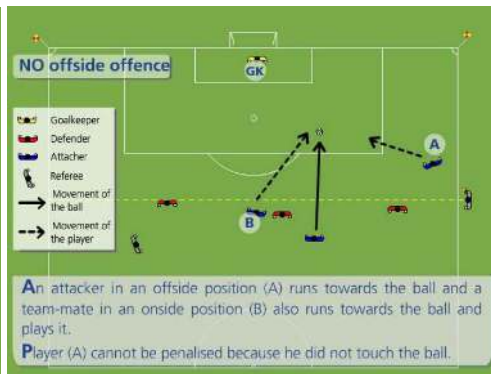 NO offside offence
GK
Goalkeeper
Defender
Attacher
Referee
Movement of
the ball
Movement of
the player
A
B
An attacker in an offside position (A) runs towards the ball and a
team-mate in an onside position (B) also runs towards the ball and
plays it.
Player (A) cannot be penalised because he did not touch the ball.